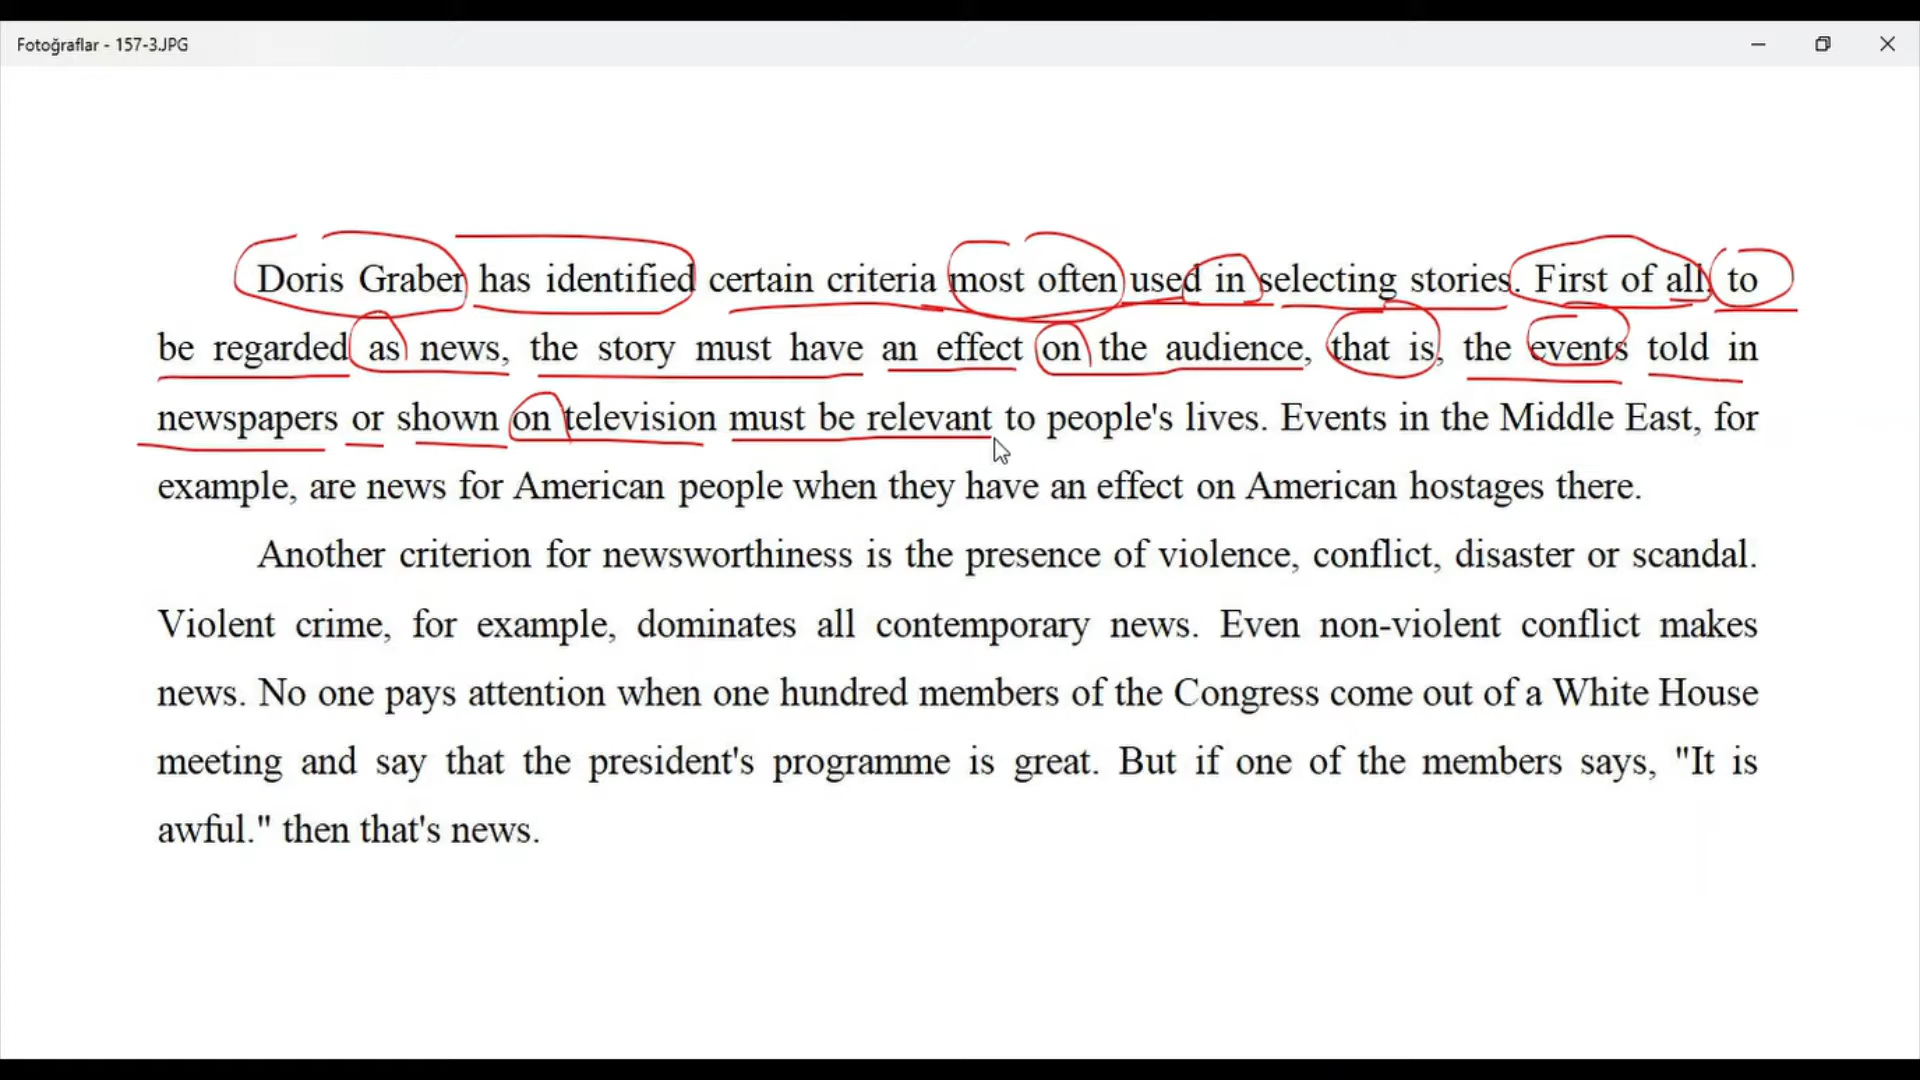 Fotoğraflar - 157-3.JPG
Doris Graber has identified certain criteria most often used in selecting stories. First of all, to
be regarded as news, the story must have an effect on the audience, that is, the events told in
newspapers or shown on television must be relevant to people's lives. Events in the Middle East, for
example, are news for American people when they have an effect on American hostages there.
Another criterion for newsworthiness is the presence of violence, conflict, disaster or scandal.
Violent crime, for example, dominates all contemporary news. Even non-violent conflict makes
news. No one pays attention when one hundred members of the Congress come out of a White House
meeting and say that the president's programme is great. But if one of the members says, "It is
awful." then that's news.